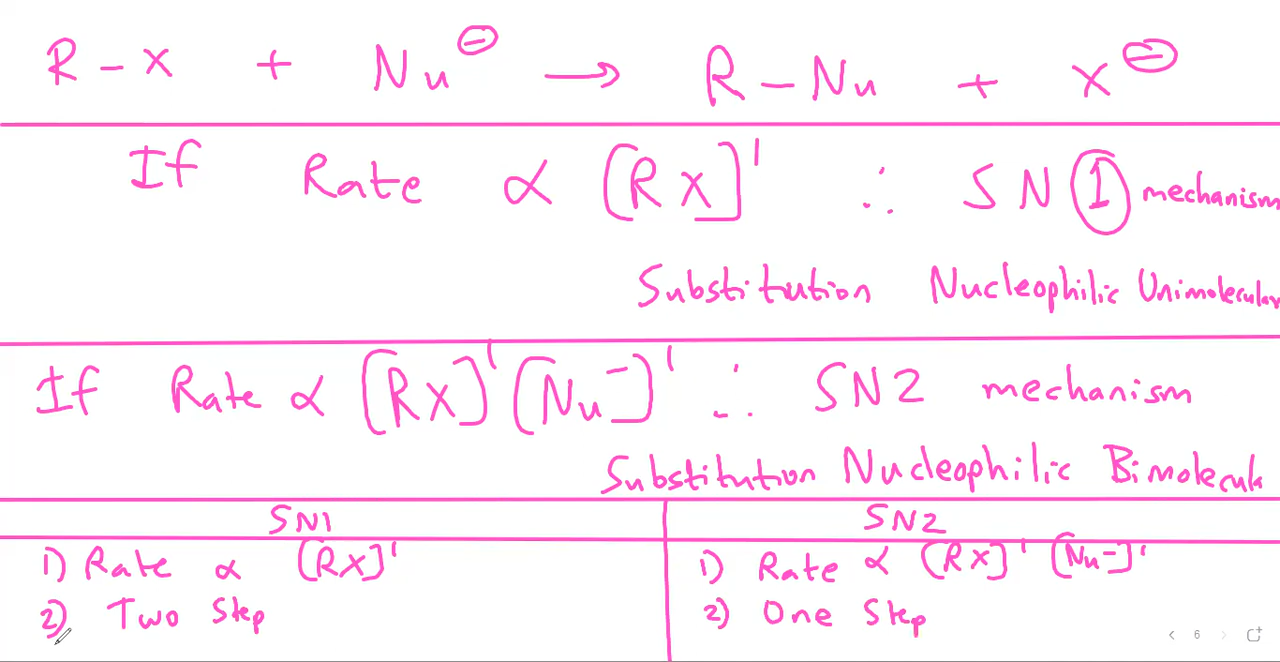 R – X + Nu⊖ → R – Nu + X⊖
If Rate ∝ [RX]¹ ∴ SN① mechanism
Substitution Nucleophilic Unimolecular
If Rate ∝ [RX]¹ [Nu⁻]¹ ∴ SN2 mechanism
Substitution Nucleophilic Bimolecula
SN1
SN2
1) Rate ∝ [RX]¹
1) Rate ∝ [RX]¹ [Nu⁻]¹
2) Two Step
2) One Step
6